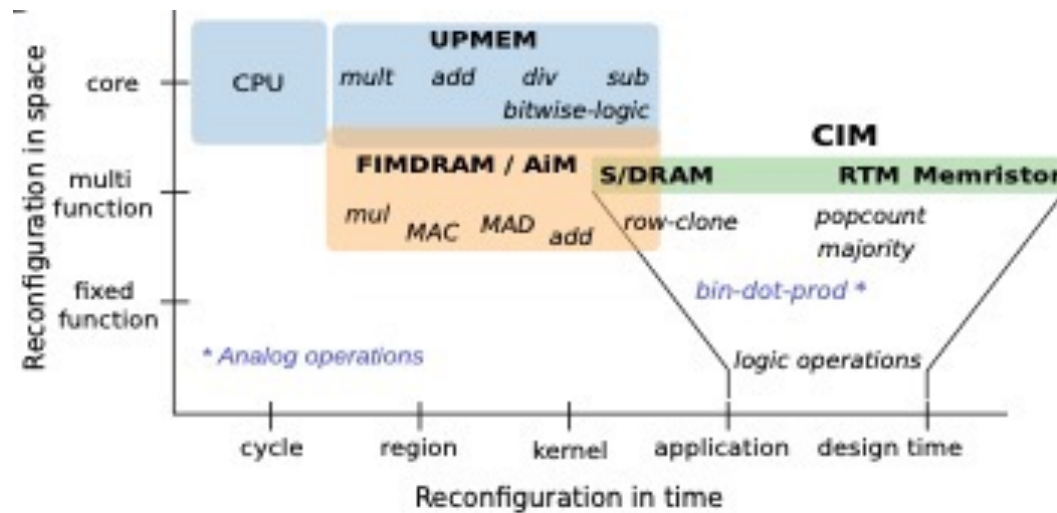 Reconfiguration in space
core
multi
function
fixed
function
CPU
UPMEM
mult add div sub
bitwise-logic
FIMDRAM / AiM
mul MAC MAD add
CIM
S/DRAM RTM Memristor
row-clone popcount
majority
bin-dot-prod *
* Analog operations
logic operations
cycle region kernel application design time
Reconfiguration in time